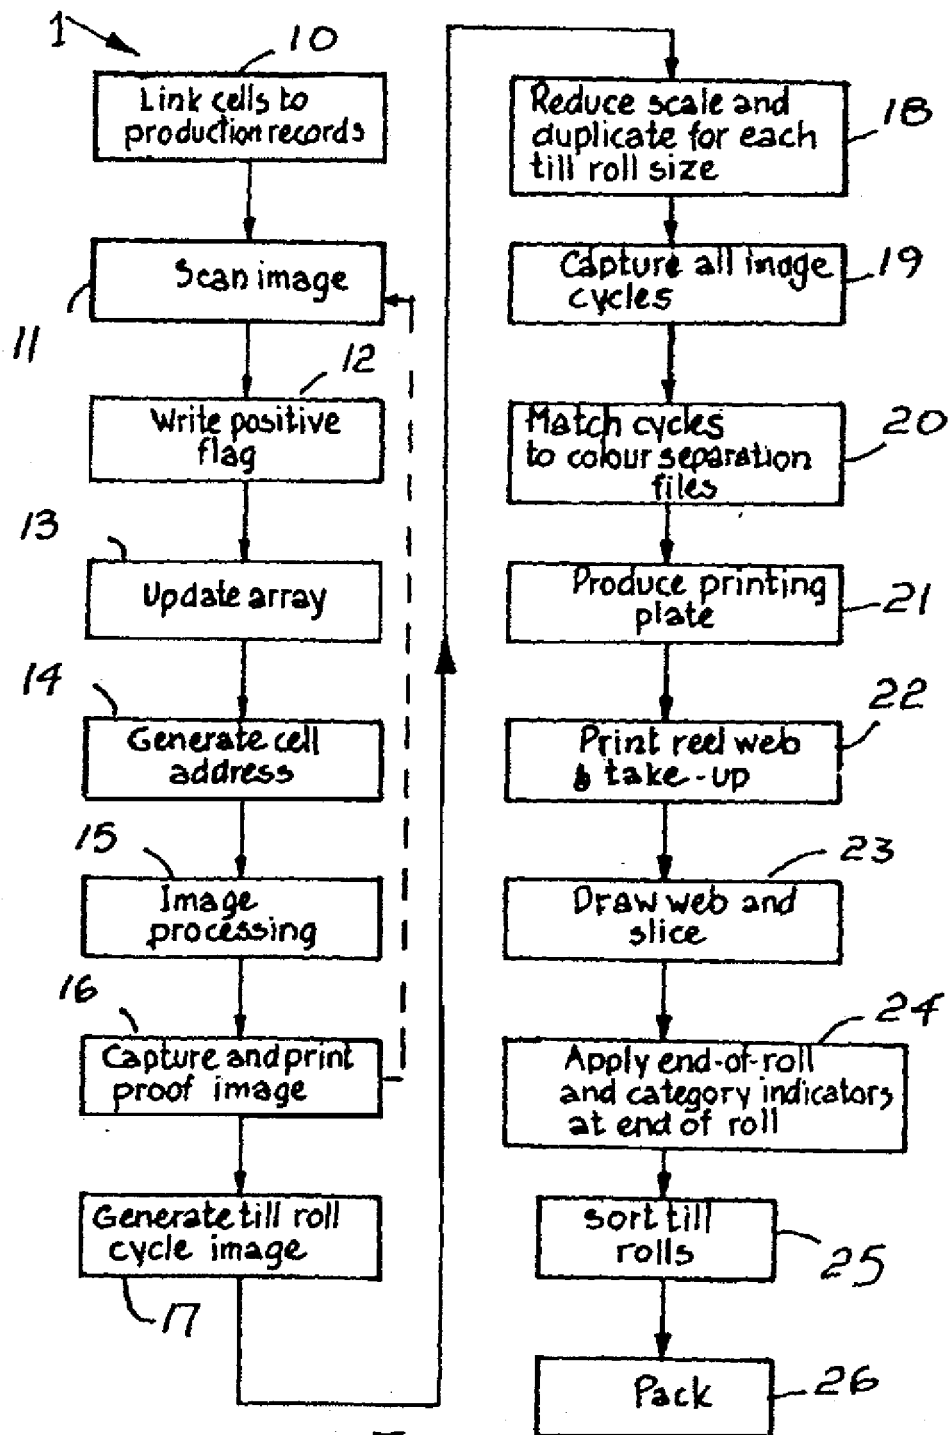 1
10
Link cells to
production records
Scan image
11
12
Write positive
flag
13
Update array
14
Generate cell
address
15
Image
processing
16
Capture and print
proof image
Generate till roll
cycle image
17
Reduce scale and
duplicate for each
till roll size
18
Capture all image
cycles
19
Match cycles
to colour separation
files
20
Produce printing
plate
21
22
Print reel web
& take-up
23
Draw web and
slice
24
Apply end-of-roll
and category indicators
at end of roll
Sort till
rolls
25
Pack
26